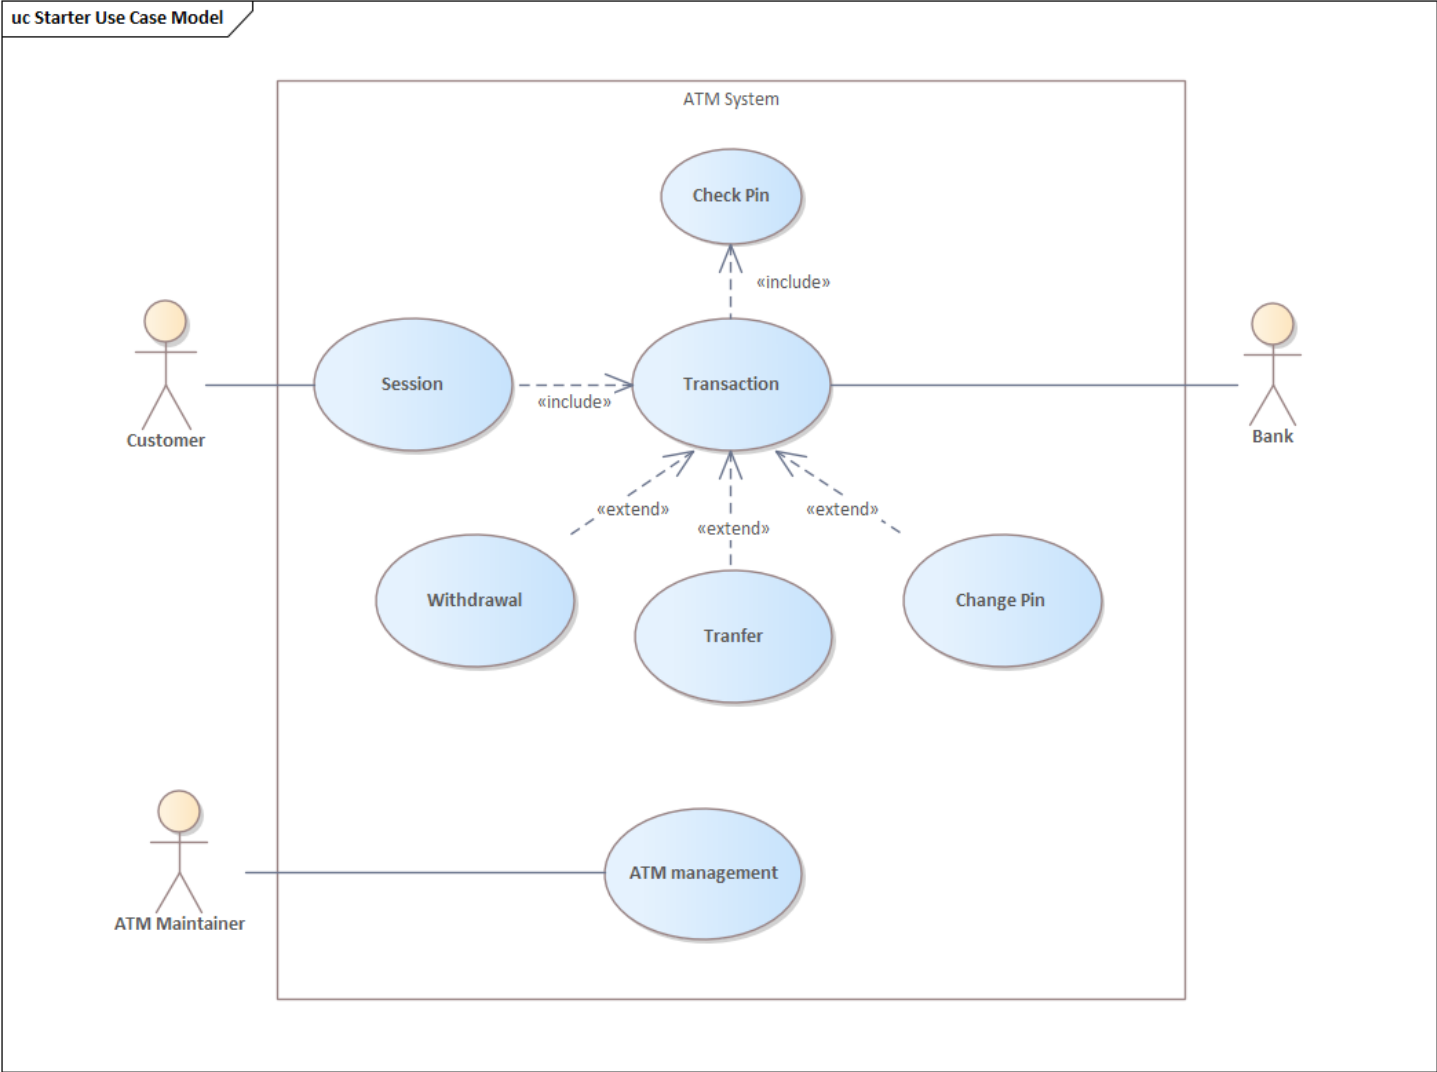 uc Starter Use Case Model
ATM System
Check Pin
«include»
Session
Transaction
«include»
Customer
Bank
«extend»
«extend»
«extend»
Withdrawal
Tranfer
Change Pin
ATM management
ATM Maintainer